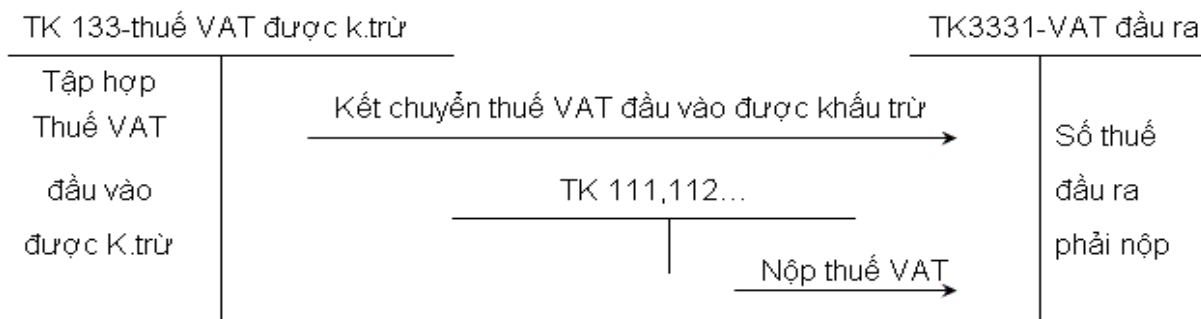 TK 133-thuế VAT được k.trừ
TK3331-VAT đầu ra
Tập hợp
Thuế VAT
đầu vào
được K.trừ
Kết chuyển thuế VAT đầu vào được khấu trừ
TK 111,112...
Nộp thuế VAT
Số thuế
đầu ra
phải nộp